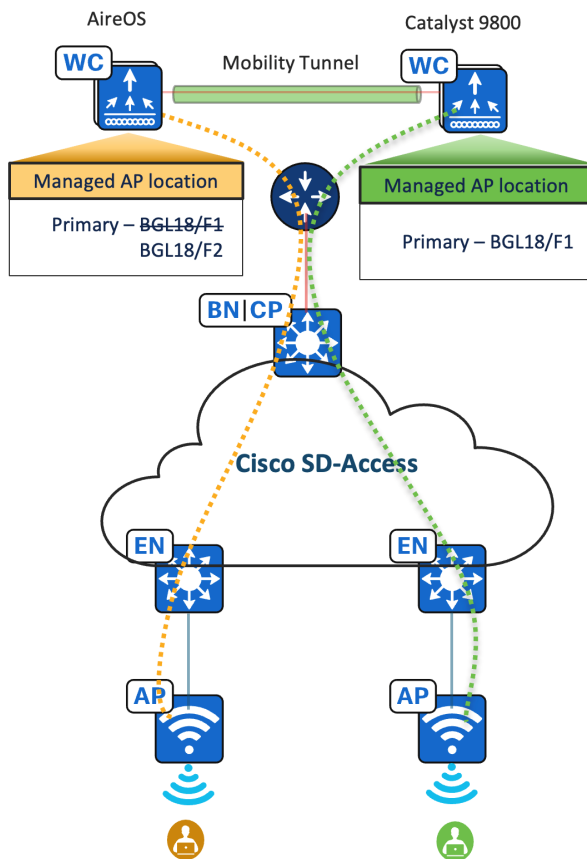 AireOS
Catalyst 9800
WC
Mobility Tunnel
WC
Managed AP location
Managed AP location
Primary – BGL18/F1
BGL18/F2
Primary – BGL18/F1
BN|CP
Cisco SD-Access
EN
EN
AP
AP